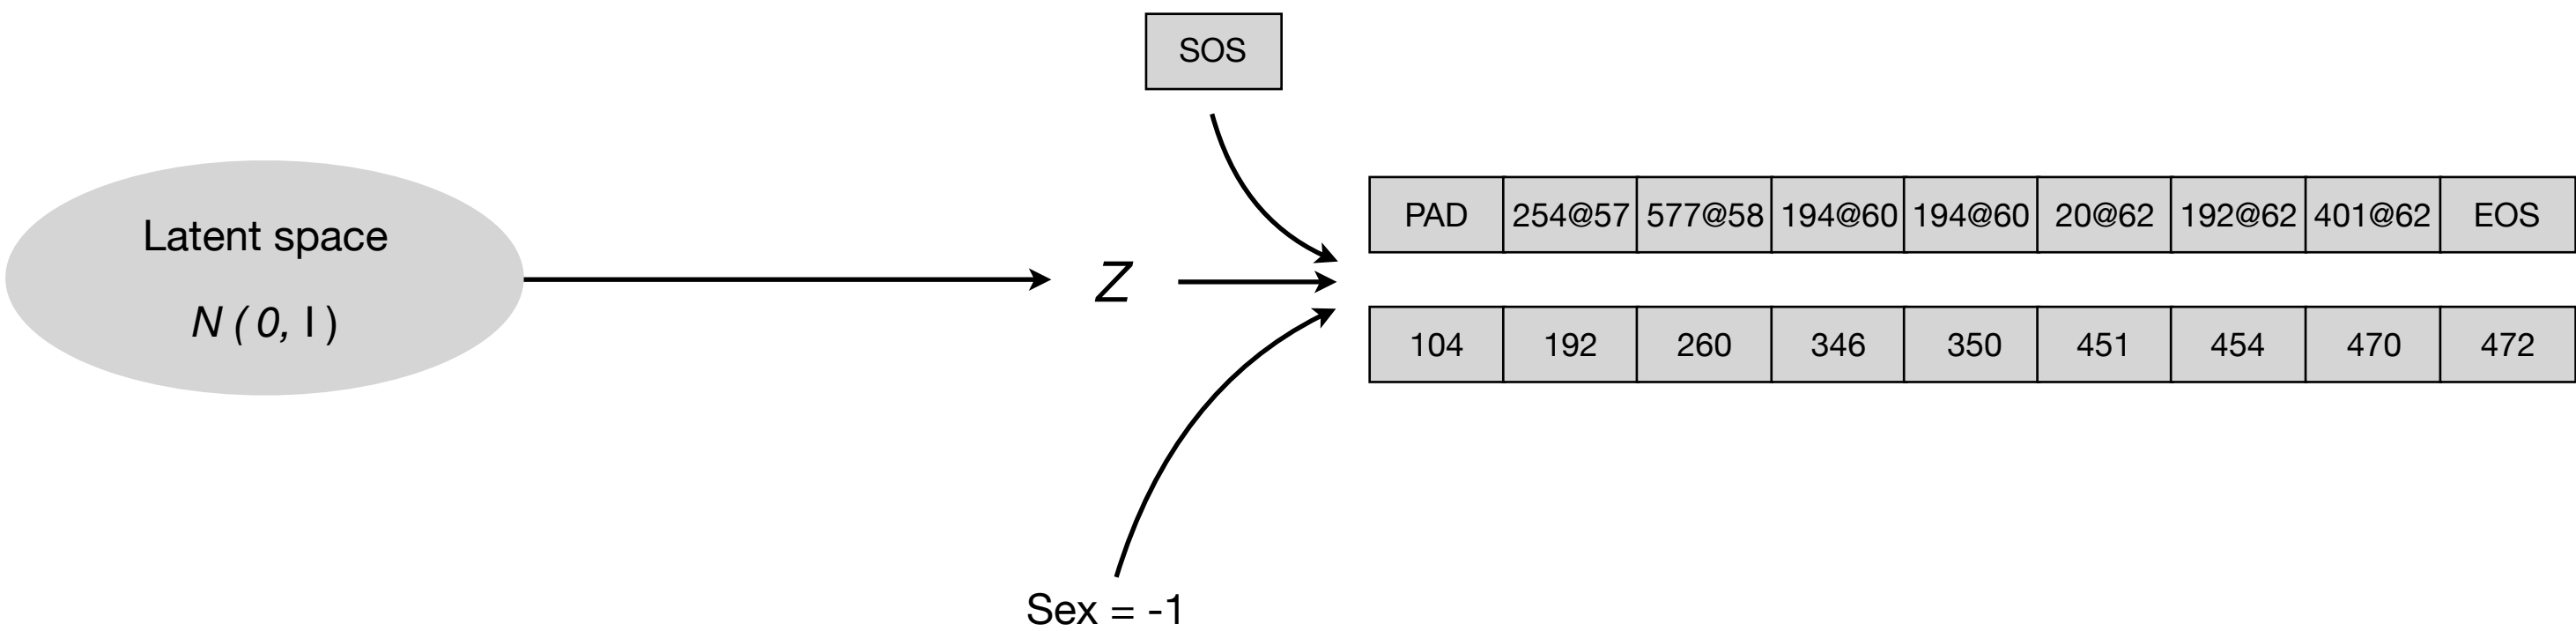 SOS
PAD 254@57 577@58 194@60 194@60 20@62 192@62 401@62 EOS
Latent space
N ( 0, I )
Z
104 192 260 346 350 451 454 470 472
Sex = -1